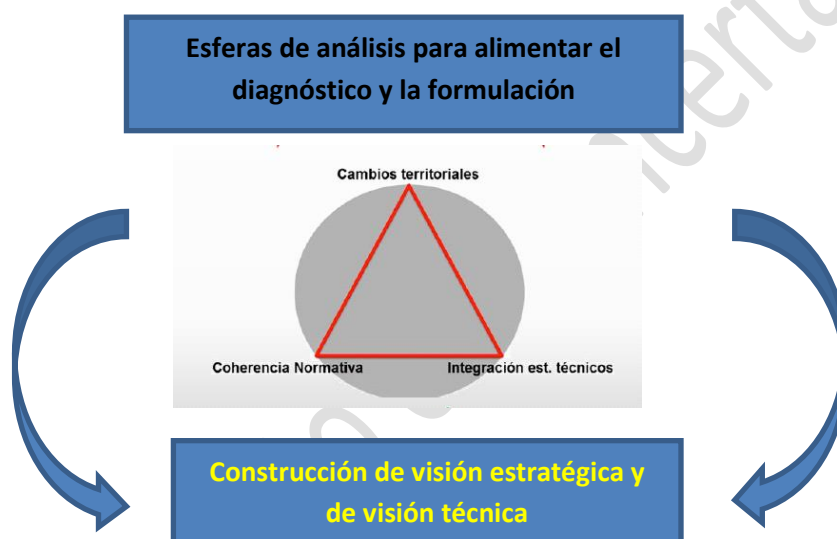 Esferas de análisis para alimentar el
diagnóstico y la formulación
Cambios territoriales
Coherencia Normativa
Integración est. técnicos
Construcción de visión estratégica y
de visión técnica